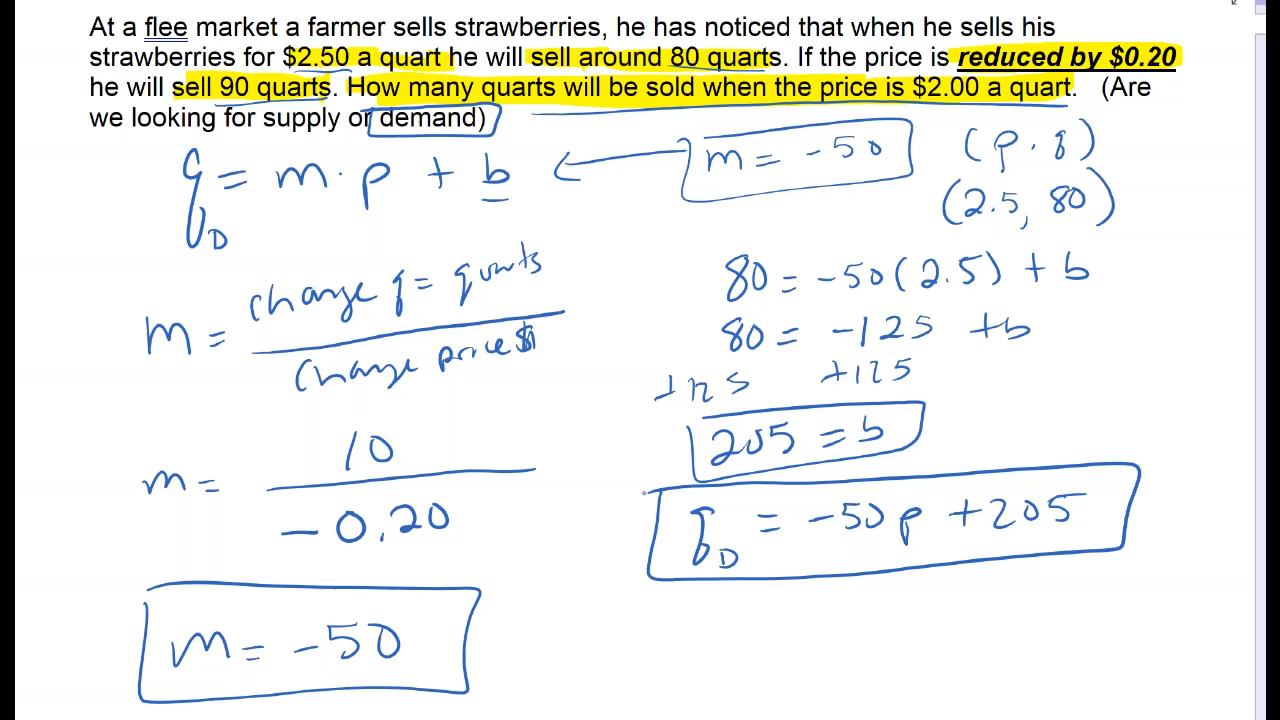 At a flee market a farmer sells strawberries, he has noticed that when he sells his
strawberries for $2.50 a quart he will sell around 80 quarts. If the price is reduced by $0.20
he will sell 90 quarts. How many quarts will be sold when the price is $2.00 a quart. (Are
we looking for supply or demand)
q = m · p + b
D
m = -50
(p, q)
(2.5, 80)
m = change q = quarts
change price $
80 = -50(2.5) + b
80 = -125 + b
+125 +125
205 = b
m = 10
-0.20
q_D = -50p + 205
m = -50